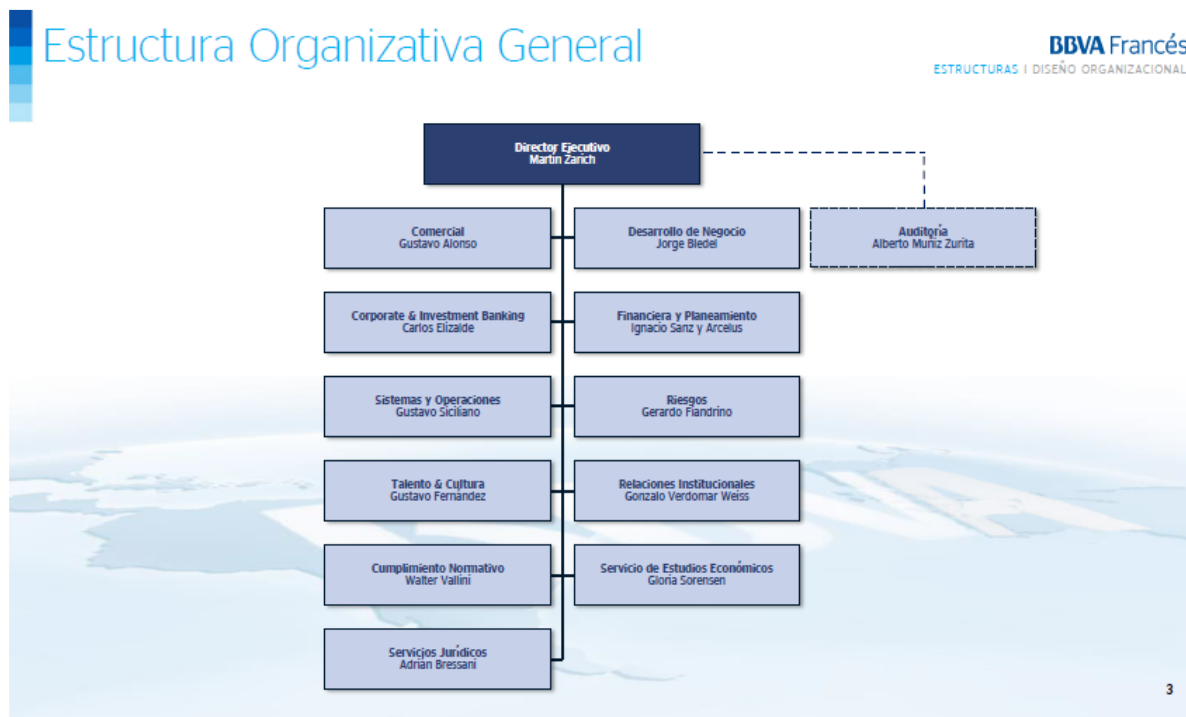 Estructura Organizativa General
BBVA Francés
ESTRUCTURAS I DISEÑO ORGANIZACIONAL
Director Ejecutivo
Martín Zarich
Comercial
Gustavo Alonso
Desarrollo de Negocio
Jorge Bledel
Auditoría
Alberto Muñiz Zurita
Corporate & Investment Banking
Carlos Elizalde
Financiera y Planeamiento
Ignacio Sanz y Arcelus
Sistemas y Operaciones
Gustavo Siciliano
Riesgos
Gerardo Fiandrino
Talento & Cultura
Gustavo Fernández
Relaciones Institucionales
Gonzalo Verdomar Weiss
Cumplimiento Normativo
Walter Vallini
Servicio de Estudios Económicos
Gloria Sorensen
Servicios Jurídicos
Adrián Bressani
3